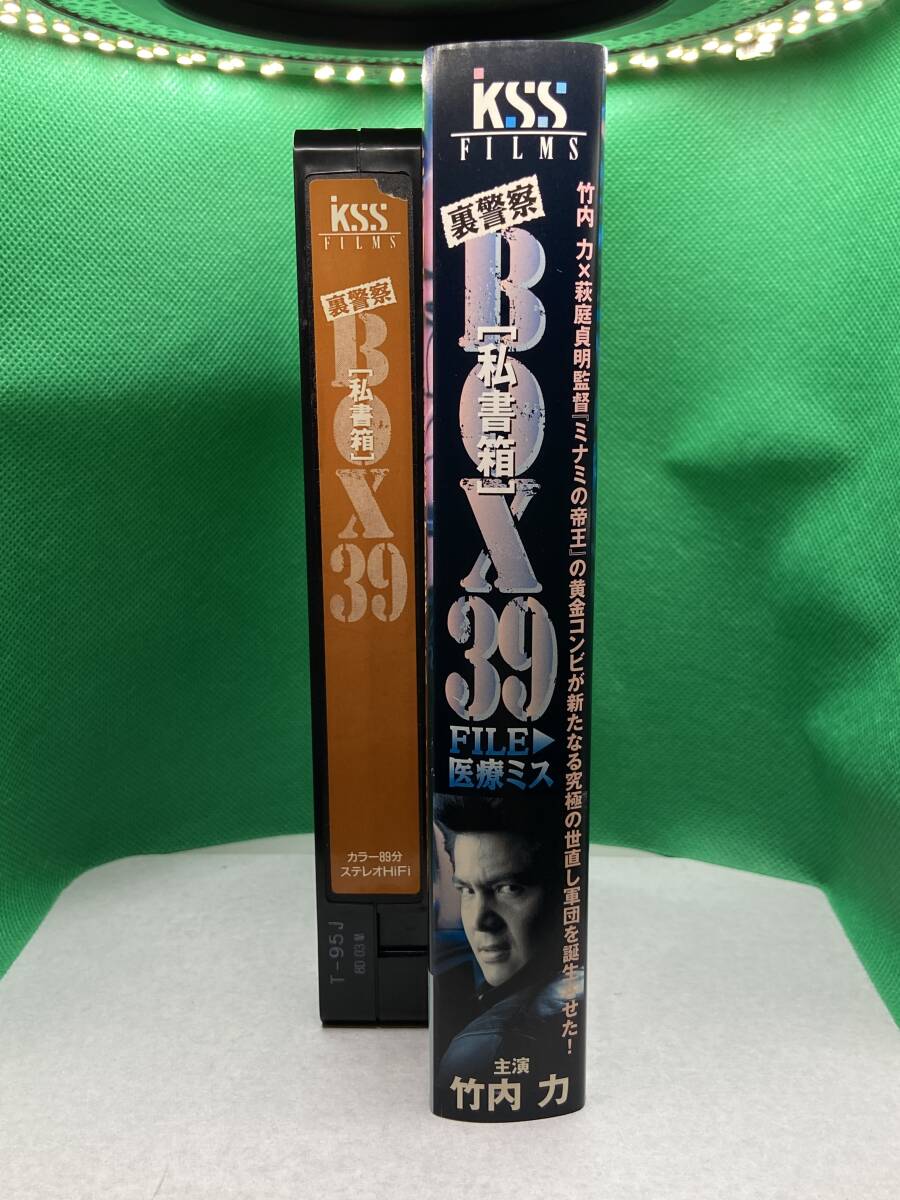 KSS
FILMS
裏警察
BOX
[私書箱]
39
カラー89分
ステレオHiFi
T-95J
KSS
FILMS
裏警察
BOX
[私書箱]
39
FILE▶
医療ミス
竹内 力×萩庭貞明監督『ミナミの帝王』の黄金コンビが新たなる究極の世直し軍団を誕生させた!
主演
竹内 力